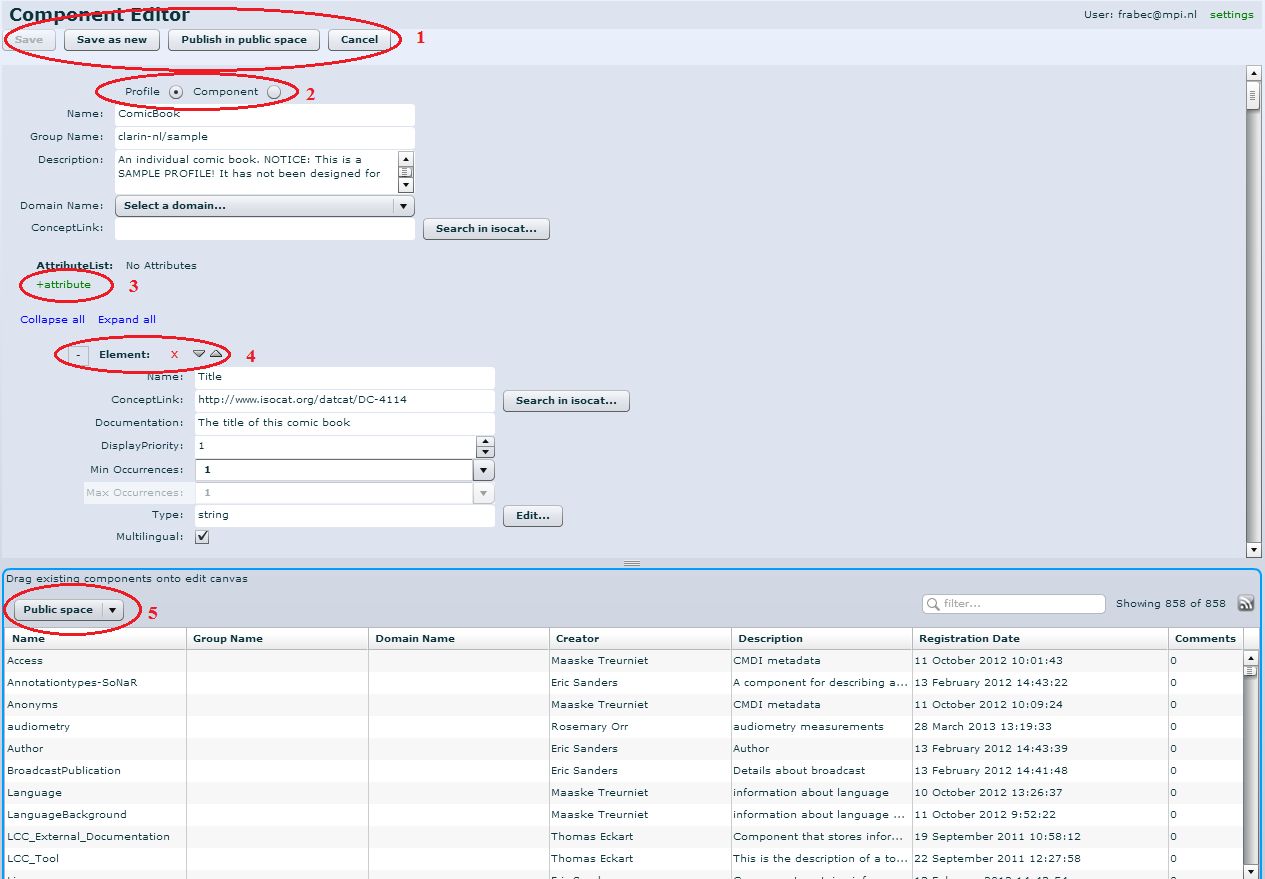 Component Editor
User: frabec@mpi.nl settings
Save Save as new Publish in public space Cancel 1
Profile Component 2
Name: ComicBook
Group Name: clarin-nl/sample
Description: An individual comic book. NOTICE: This is a
SAMPLE PROFILE! It has not been designed for
Domain Name: Select a domain...
ConceptLink: Search in isocat...
AttributeList: No Attributes
+attribute 3
Collapse all Expand all
- Element: X 4
Name: Title
ConceptLink: http://www.isocat.org/datcat/DC-4114 Search in isocat...
Documentation: The title of this comic book
DisplayPriority: 1
Min Occurrences: 1
Max Occurrences: 1
Type: string Edit...
Multilingual:
Drag existing components onto edit canvas
Public space 5 filter... Showing 858 of 858
Name Group Name Domain Name Creator Description Registration Date Comments
Access Maaske Treurniet CMDI metadata 11 October 2012 10:01:43 0
Annotationtypes-SoNaR Eric Sanders A component for describing a... 13 February 2012 14:43:22 0
Anonyms Maaske Treurniet CMDI metadata 11 October 2012 10:09:24 0
audiometry Rosemary Orr audiometry measurements 28 March 2013 13:19:33 0
Author Eric Sanders Author 13 February 2012 14:43:39 0
BroadcastPublication Eric Sanders Details about broadcast 13 February 2012 14:41:48 0
Language Maaske Treurniet information about language 10 October 2012 13:26:37 0
LanguageBackground Maaske Treurniet information about language ... 11 October 2012 9:52:22 0
LCC_External_Documentation Thomas Eckart Component that stores infor... 19 September 2011 10:58:12 0
LCC_Tool Thomas Eckart This is the description of a to... 22 September 2011 12:27:58 0